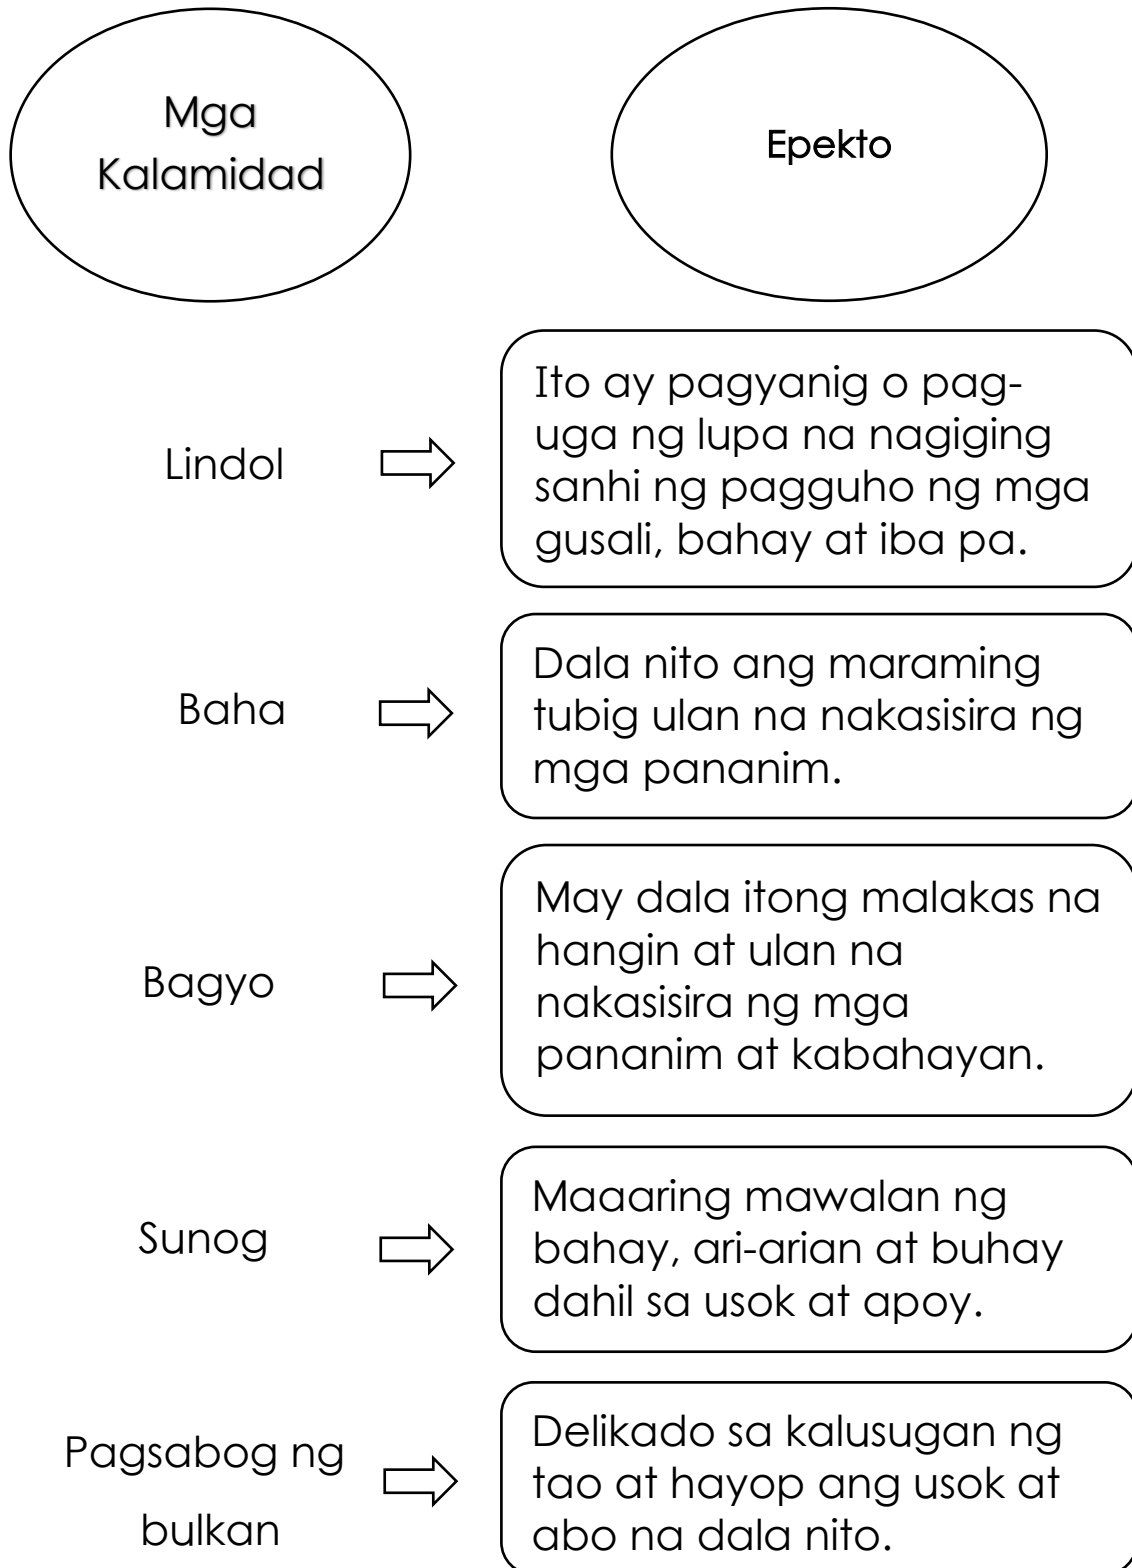 Mga
Kalamidad
Epekto
Lindol
Ito ay pagyanig o pag-
uga ng lupa na nagiging
sanhi ng pagguho ng mga
gusali, bahay at iba pa.
Baha
Dala nito ang maraming
tubig ulan na nakasisira ng
mga pananim.
Bagyo
May dala itong malakas na
hangin at ulan na
nakasisira ng mga
pananim at kabahayan.
Sunog
Maaaring mawalan ng
bahay, ari-arian at buhay
dahil sa usok at apoy.
Pagsabog ng
bulkan
Delikado sa kalusugan ng
tao at hayop ang usok at
abo na dala nito.